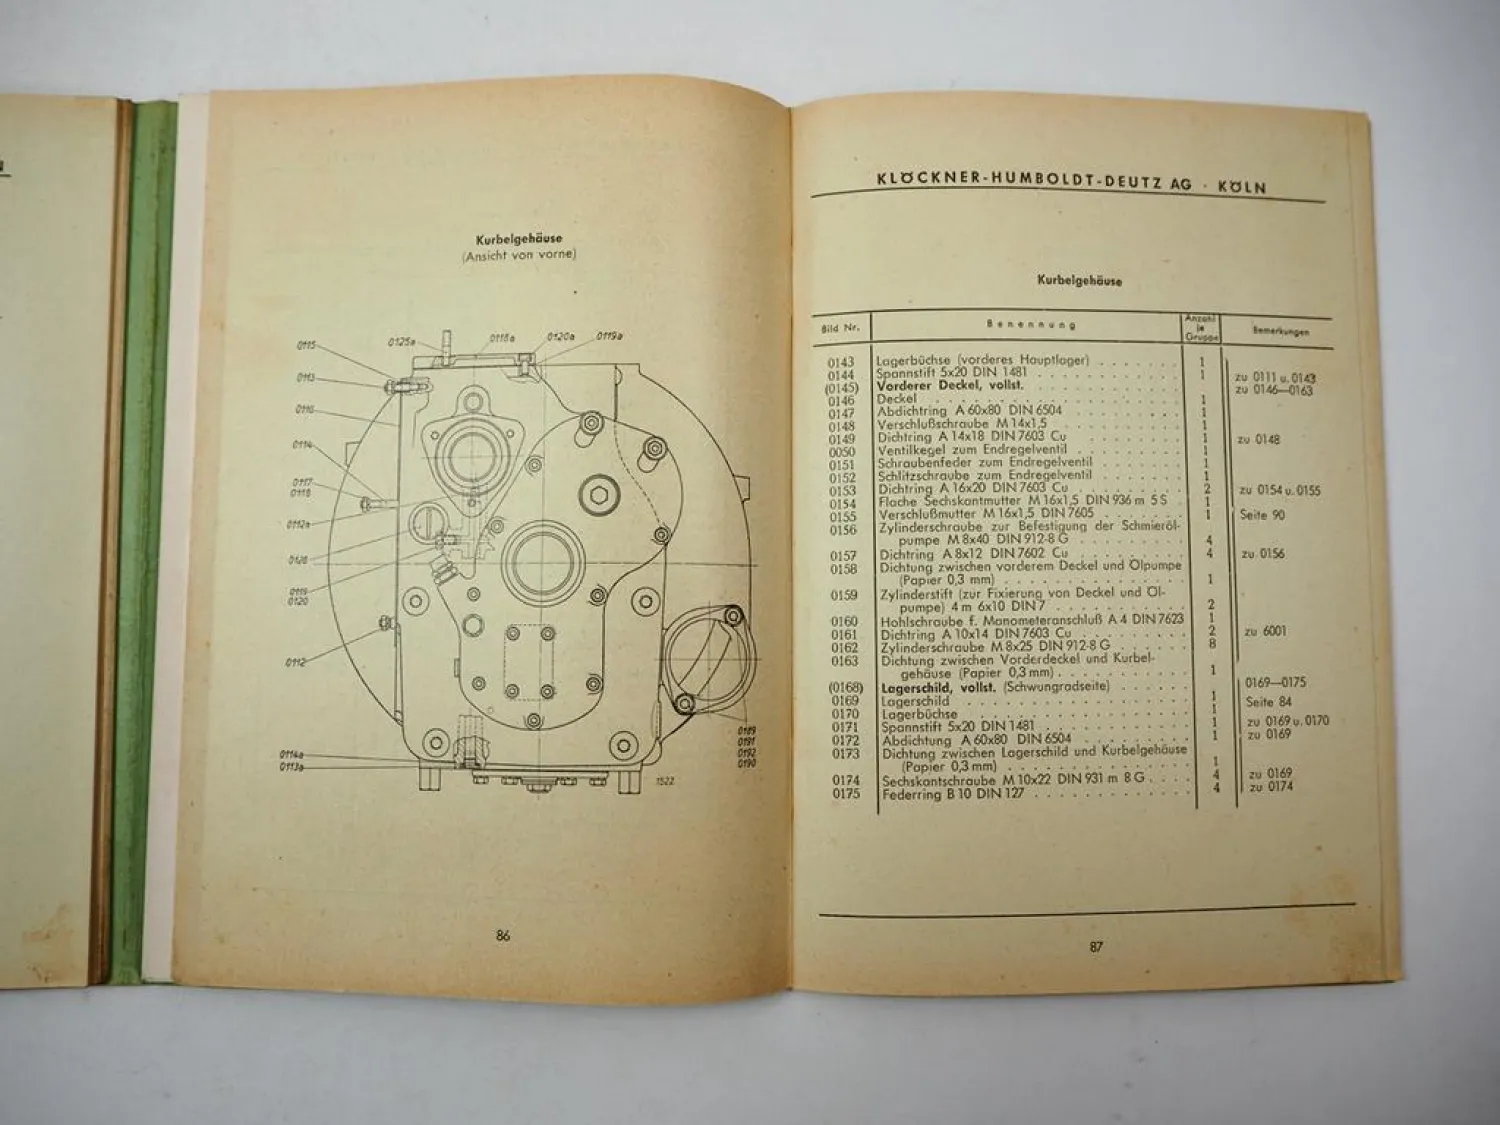 Kurbelgehäuse
(Ansicht von vorne)
0125a
0118a
0120a
0119a
0115
0113
0116
0114
0117
0118
0112a
0128
0119
0120
0112
0114a
0113a
0189
0191
0192
0190
1522
86
KLÖCKNER-HUMBOLDT-DEUTZ AG · KÖLN
Kurbelgehäuse
Bild Nr. Benennung Anzahl je Gruppe Bemerkungen
0143 Lagerbüchse (vorderes Hauptlager) . . . . . . . 1
0144 Spannstift 5x20 DIN 1481 . . . . . . . . . . . 1 zu 0111 u. 0143
(0145) Vorderer Deckel, vollst. . . . . . . . . . . . zu 0146—0163
0146 Deckel . . . . . . . . . . . . . . . . . . 1
0147 Abdichtring A 60x80 DIN 6504 . . . . . . . . 1
0148 Verschlußschraube M 14x1,5 . . . . . . . . . 1
0149 Dichtring A 14x18 DIN 7603 Cu . . . . . . . 1 zu 0148
0050 Ventilkegel zum Endregelventil . . . . . . . . 1
0151 Schraubenfeder zum Endregelventil . . . . . . . 1
0152 Schlitzschraube zum Endregelventil . . . . . . . 1
0153 Dichtring A 16x20 DIN 7603 Cu . . . . . . . . 2 zu 0154 u. 0155
0154 Flache Sechskantmutter M 16x1,5 DIN 936 m 5 S . 1
0155 Verschlußmutter M 16x1,5 DIN 7605 . . . . . . . 1 Seite 90
0156 Zylinderschraube zur Befestigung der Schmieröl-
pumpe M 8x40 DIN 912-8 G . . . . . . . . . 4
0157 Dichtring A 8x12 DIN 7602 Cu . . . . . . . . . 4 zu 0156
0158 Dichtung zwischen vorderem Deckel und Ölpumpe
(Papier 0,3 mm) . . . . . . . . . . . . . . 1
0159 Zylinderstift (zur Fixierung von Deckel und Öl-
pumpe) 4 m 6x10 DIN 7 . . . . . . . . . . . 2
0160 Hohlschraube f. Manometeranschluß A 4 DIN 7623 1
0161 Dichtring A 10x14 DIN 7603 Cu . . . . . . . . . 2 zu 6001
0162 Zylinderschraube M 8x25 DIN 912-8 G . . . . . . 8
0163 Dichtung zwischen Vorderdeckel und Kurbel-
gehäuse (Papier 0,3 mm) . . . . . . . . . . . 1
(0168) Lagerschild, vollst. (Schwungradseite) . . . . . . 0169—0175
0169 Lagerschild . . . . . . . . . . . . . . . . . 1 Seite 84
0170 Lagerbüchse . . . . . . . . . . . . . . . . . 1
0171 Spannstift 5x20 DIN 1481 . . . . . . . . . . . 1 zu 0169 u. 0170
0172 Abdichtung A 60x80 DIN 6504 . . . . . . . . . 1 zu 0169
0173 Dichtung zwischen Lagerschild und Kurbelgehäuse
(Papier 0,3 mm) . . . . . . . . . . . . . . 1
0174 Sechskantschraube M 10x22 DIN 931 m 8 G . . . . 4 zu 0169
0175 Federring B 10 DIN 127 . . . . . . . . . . . . . 4 zu 0174
87